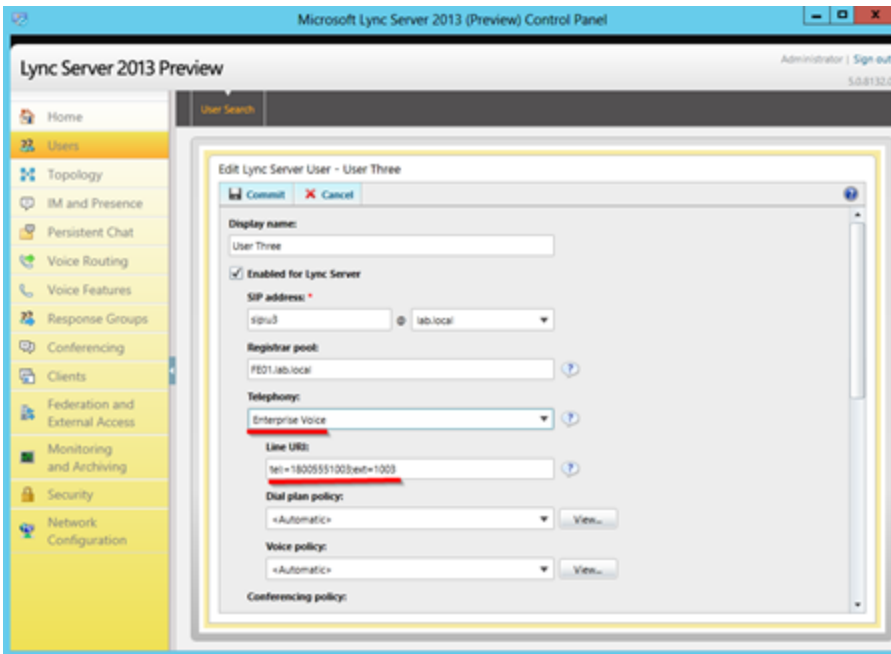 Microsoft Lync Server 2013 (Preview) Control Panel
Lync Server 2013 Preview
Administrator | Sign out
5.0.8132.0
Home
Users
Topology
IM and Presence
Persistent Chat
Voice Routing
Voice Features
Response Groups
Conferencing
Clients
Federation and
External Access
Monitoring
and Archiving
Security
Network
Configuration
User Search
Edit Lync Server User - User Three
Commit Cancel
Display name:
User Three
Enabled for Lync Server
SIP address: *
@ lab.local
Registrar pool:
FE01.lab.local
Telephony:
Enterprise Voice
Line URI:
tel:+18005551003;ext=1003
Dial plan policy:
<Automatic> View...
Voice policy:
<Automatic> View...
Conferencing policy: